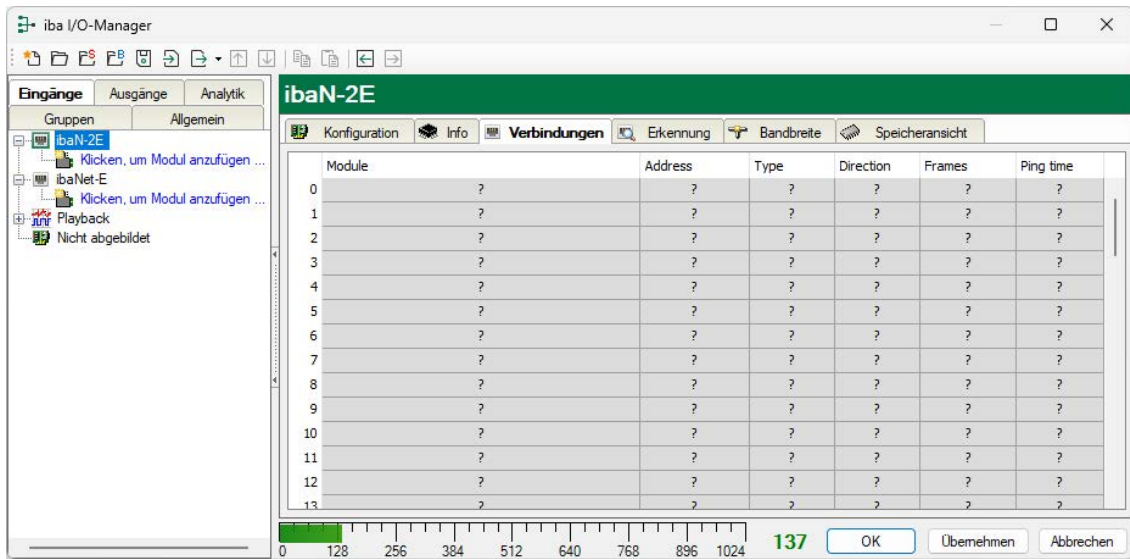 iba I/O-Manager
Eingänge Ausgänge Analytik
Gruppen Allgemein
ibaN-2E
Klicken, um Modul anzufügen ...
ibaNet-E
Klicken, um Modul anzufügen ...
Playback
Nicht abgebildet
ibaN-2E
Konfiguration Info Verbindungen Erkennung Bandbreite Speicheransicht
Module Address Type Direction Frames Ping time
0 ? ? ? ? ? ?
1 ? ? ? ? ? ?
2 ? ? ? ? ? ?
3 ? ? ? ? ? ?
4 ? ? ? ? ? ?
5 ? ? ? ? ? ?
6 ? ? ? ? ? ?
7 ? ? ? ? ? ?
8 ? ? ? ? ? ?
9 ? ? ? ? ? ?
10 ? ? ? ? ? ?
11 ? ? ? ? ? ?
12 ? ? ? ? ? ?
13 ? ? ? ? ? ?
0 128 256 384 512 640 768 896 1024 137 OK Übernehmen Abbrechen